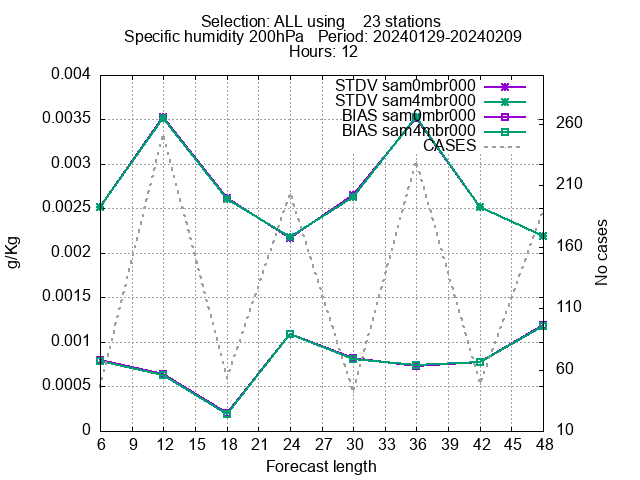 Selection: ALL using    23 stations
Specific humidity 200hPa   Period: 20240129-20240209
Hours: 12
STDV sam0mbr000
STDV sam4mbr000
BIAS sam0mbr000
BIAS sam4mbr000
CASES
0.004
0.0035
0.003
0.0025
0.002
0.0015
0.001
0.0005
0
g/Kg
260
210
160
110
60
10
No cases
6 9 12 15 18 21 24 27 30 33 36 39 42 45 48
Forecast length